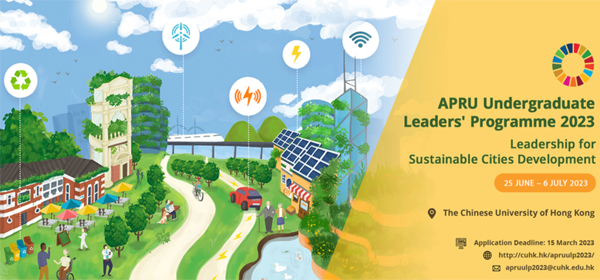 APRU Undergraduate
Leaders' Programme 2023
Leadership for
Sustainable Cities Development
25 JUNE – 6 JULY 2023
The Chinese University of Hong Kong
Application Deadline: 15 March 2023
http://cuhk.hk/apruulp2023/
apruulp2023@cuhk.edu.hk